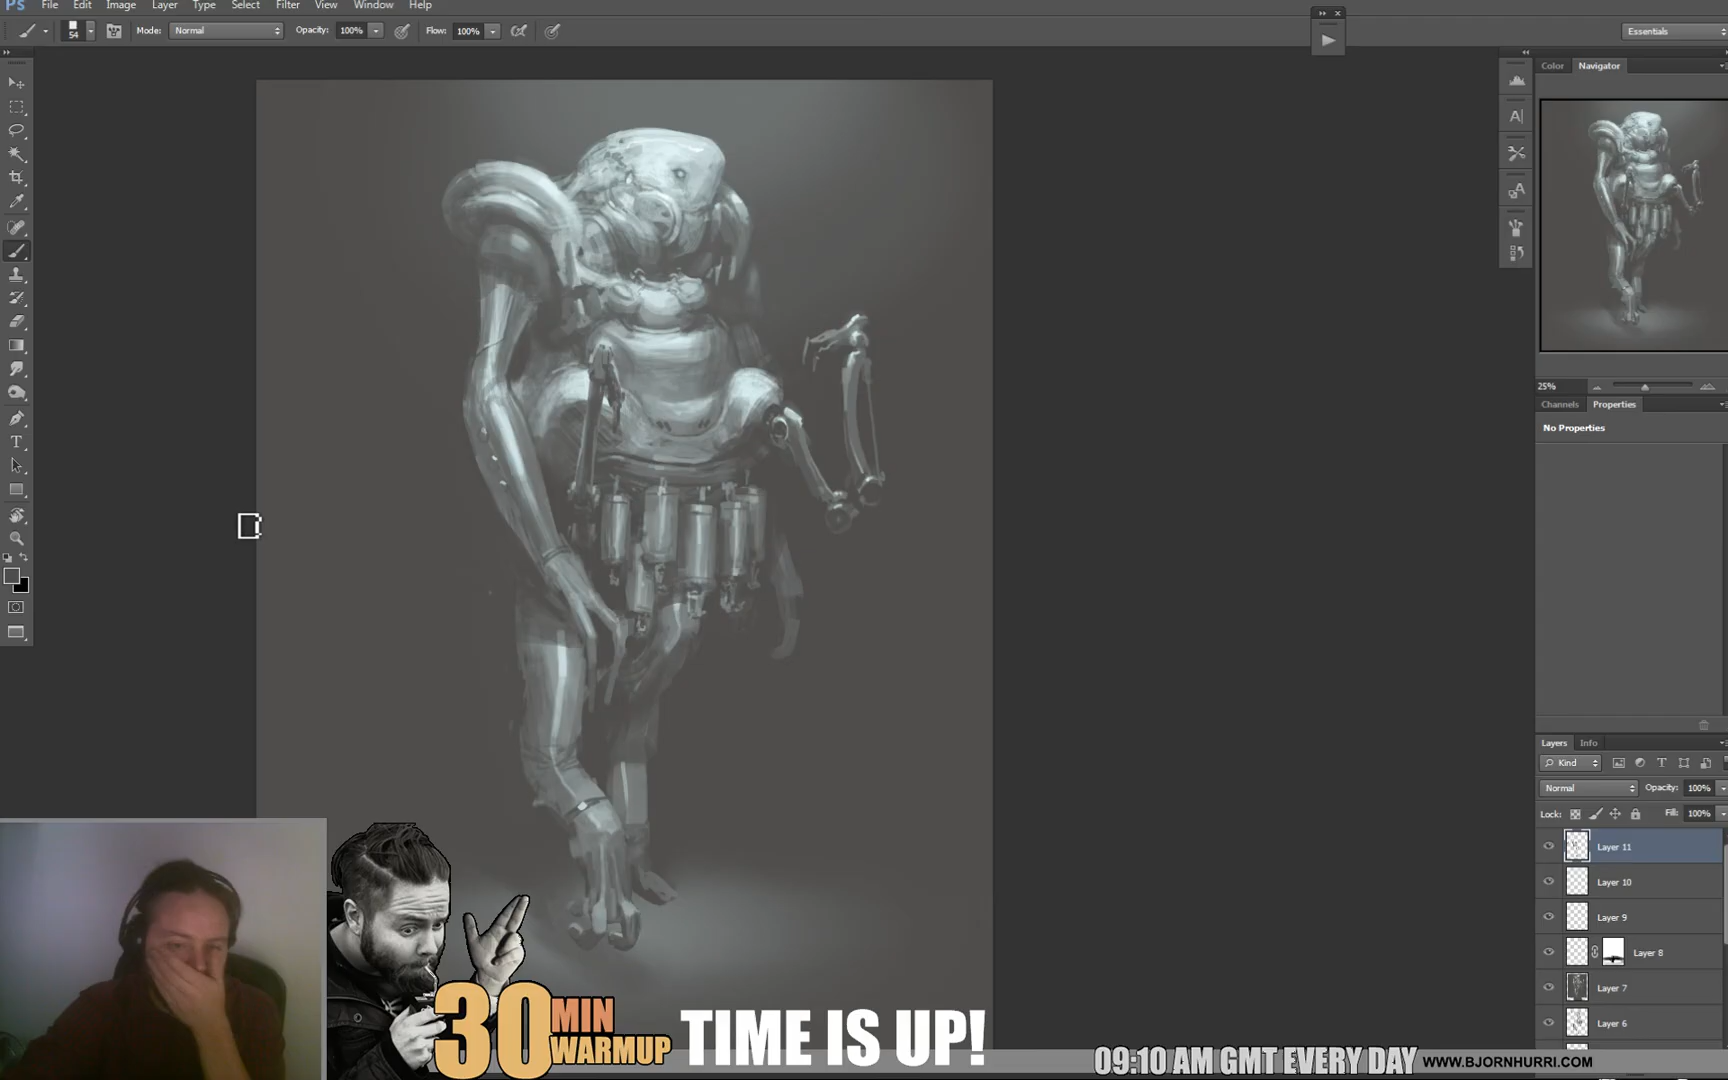 Ps File Edit Image Layer Type Select Filter View Window Help
54 Mode: Normal Opacity: 100% Flow: 100% Essentials
Color Navigator
25%
Channels Properties
No Properties
Layers Info
Kind
Normal Opacity: 100%
Lock: Fill: 100%
Layer 11
Layer 10
Layer 9
Layer 8
Layer 7
Layer 6
30 MIN WARMUP
TIME IS UP!
09:10 AM GMT EVERY DAY
WWW.BJORNHURRI.COM